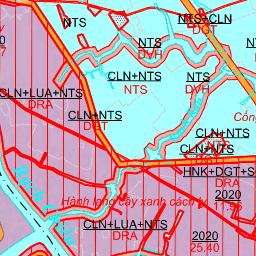 NTS
NTS+CLN
DGT
NTS
DVH
NTS
CLN+NTS
NTS
NTS
DVH
CLN+LUA+NTS
DRA
CLN+NTS
DGT
CLN+NTS
CLN+NTS
HNK+DGT+S
DRA
2020
Hành lang cây xanh cách ly
CLN+LUA+NTS
DRA
2020
25.40